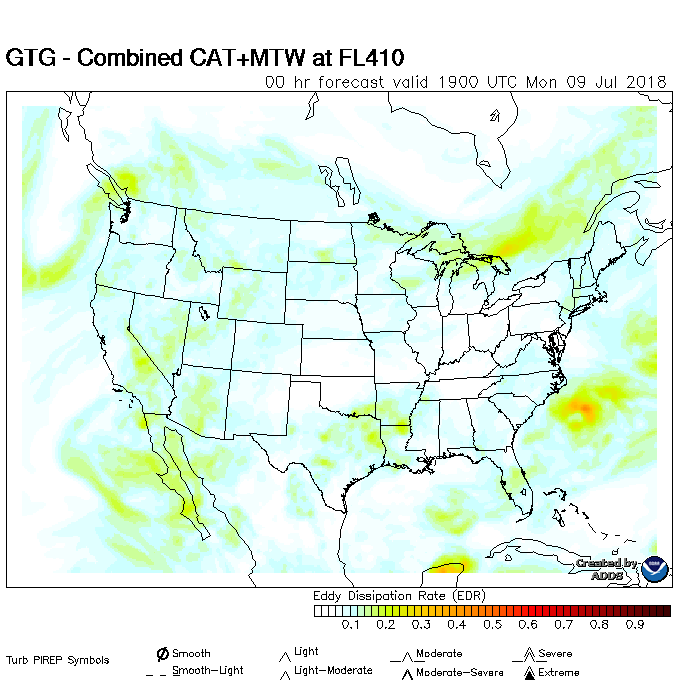 GTG - Combined CAT+MTW at FL410
00 hr forecast valid 1900 UTC Mon 09 Jul 2018
Created by
ADDS
Eddy Dissipation Rate (EDR)
0.1 0.2 0.3 0.4 0.5 0.6 0.7 0.8 0.9
Turb PIREP Symbols
Smooth Light Moderate Severe
Smooth-Light Light-Moderate Moderate-Severe Extreme